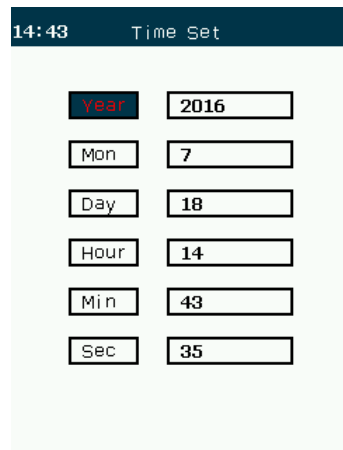 14:43 Time Set
Year 2016
Mon 7
Day 18
Hour 14
Min 43
Sec 35